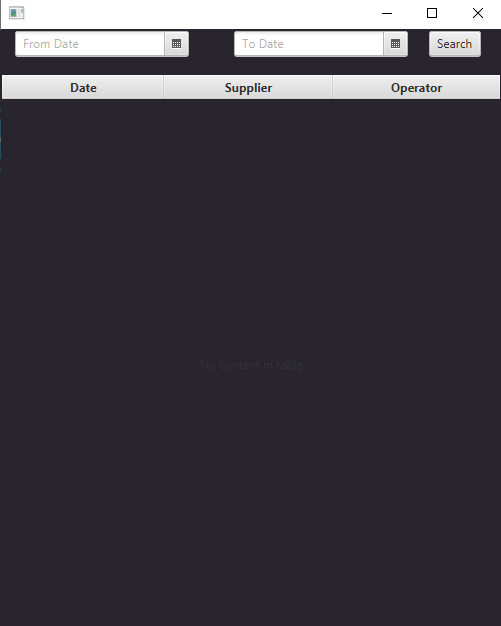 From Date To Date Search
Date Supplier Operator
No content in table